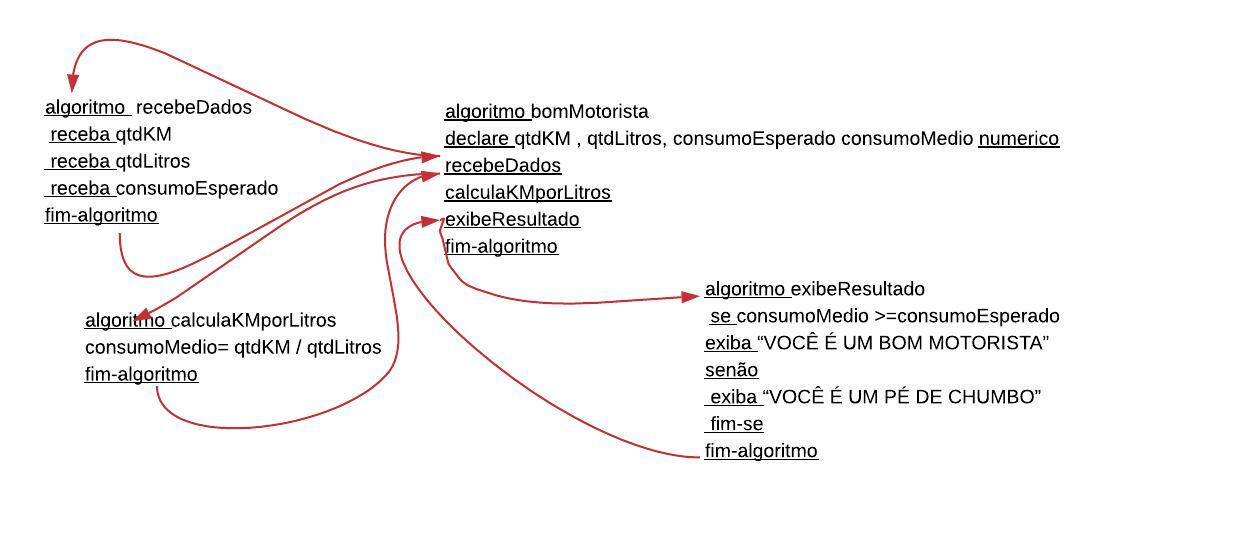 algoritmo recebeDados
receba qtdKM
receba qtdLitros
receba consumoEsperado
fim-algoritmo
algoritmo bomMotorista
declare qtdKM , qtdLitros, consumoEsperado consumoMedio numerico
recebeDados
calculaKMporLitros
exibeResultado
fim-algoritmo
algoritmo calculaKMporLitros
consumoMedio= qtdKM / qtdLitros
fim-algoritmo
algoritmo exibeResultado
se consumoMedio >=consumoEsperado
exiba “VOCÊ É UM BOM MOTORISTA”
senão
exiba “VOCÊ É UM PÉ DE CHUMBO”
fim-se
fim-algoritmo